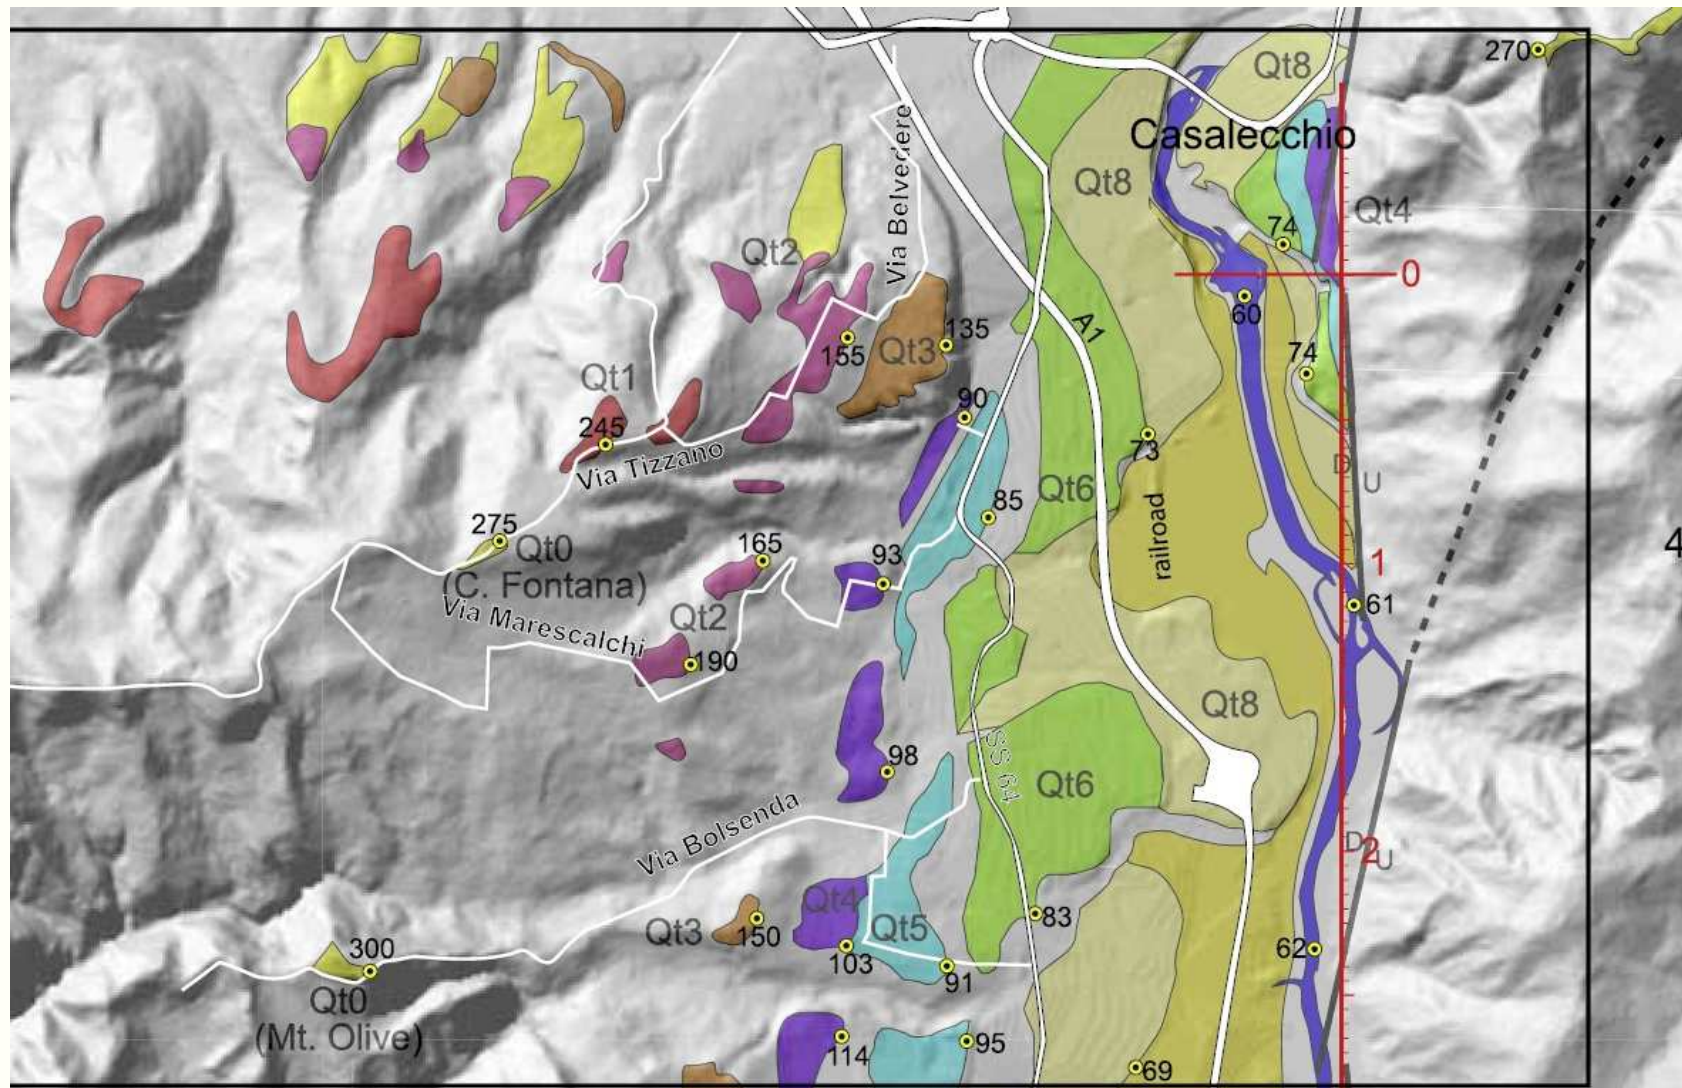 270
Qt8
Casalecchio
Qt8
Via Belvedere
Qt4
74
Qt2
0
60
A1
135
155
Qt3
74
Qt1
90
245
73
Via Tizzano
D
U
Qt6
85
railroad
275
Qt0
(C. Fontana)
165
93
1
4
61
Via Marescalchi
Qt2
190
Qt8
98
SS 64
Qt6
Via Bolsenda
D
2
U
Qt4
83
Qt3
150
Qt5
300
103
62
91
Qt0
(Mt. Olive)
114
95
69